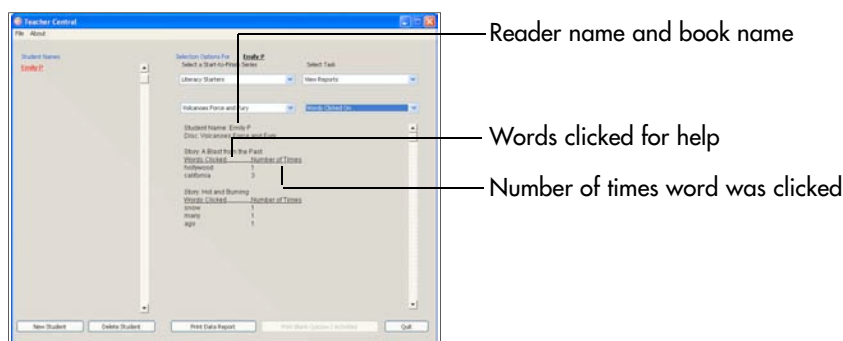 Teacher Central
File About
Student Names
Emily P
Selection Options For Emily P
Select a Start-to-Finish Series
Select Task
Literacy Starters
View Reports
Volcanoes Force and Fury
Words Clicked On...
Student Name: Emily P
Disc: Volcanoes Force and Fury
Story: A Blast from the Past
Words Clicked Number of Times
hollywood 1
california 3
Story: Hot and Burning
Words Clicked Number of Times
snow 1
many 1
ago 1
New Student
Delete Student
Print Data Report
Print Blank Quizzes / Activities
Quit
Reader name and book name
Words clicked for help
Number of times word was clicked